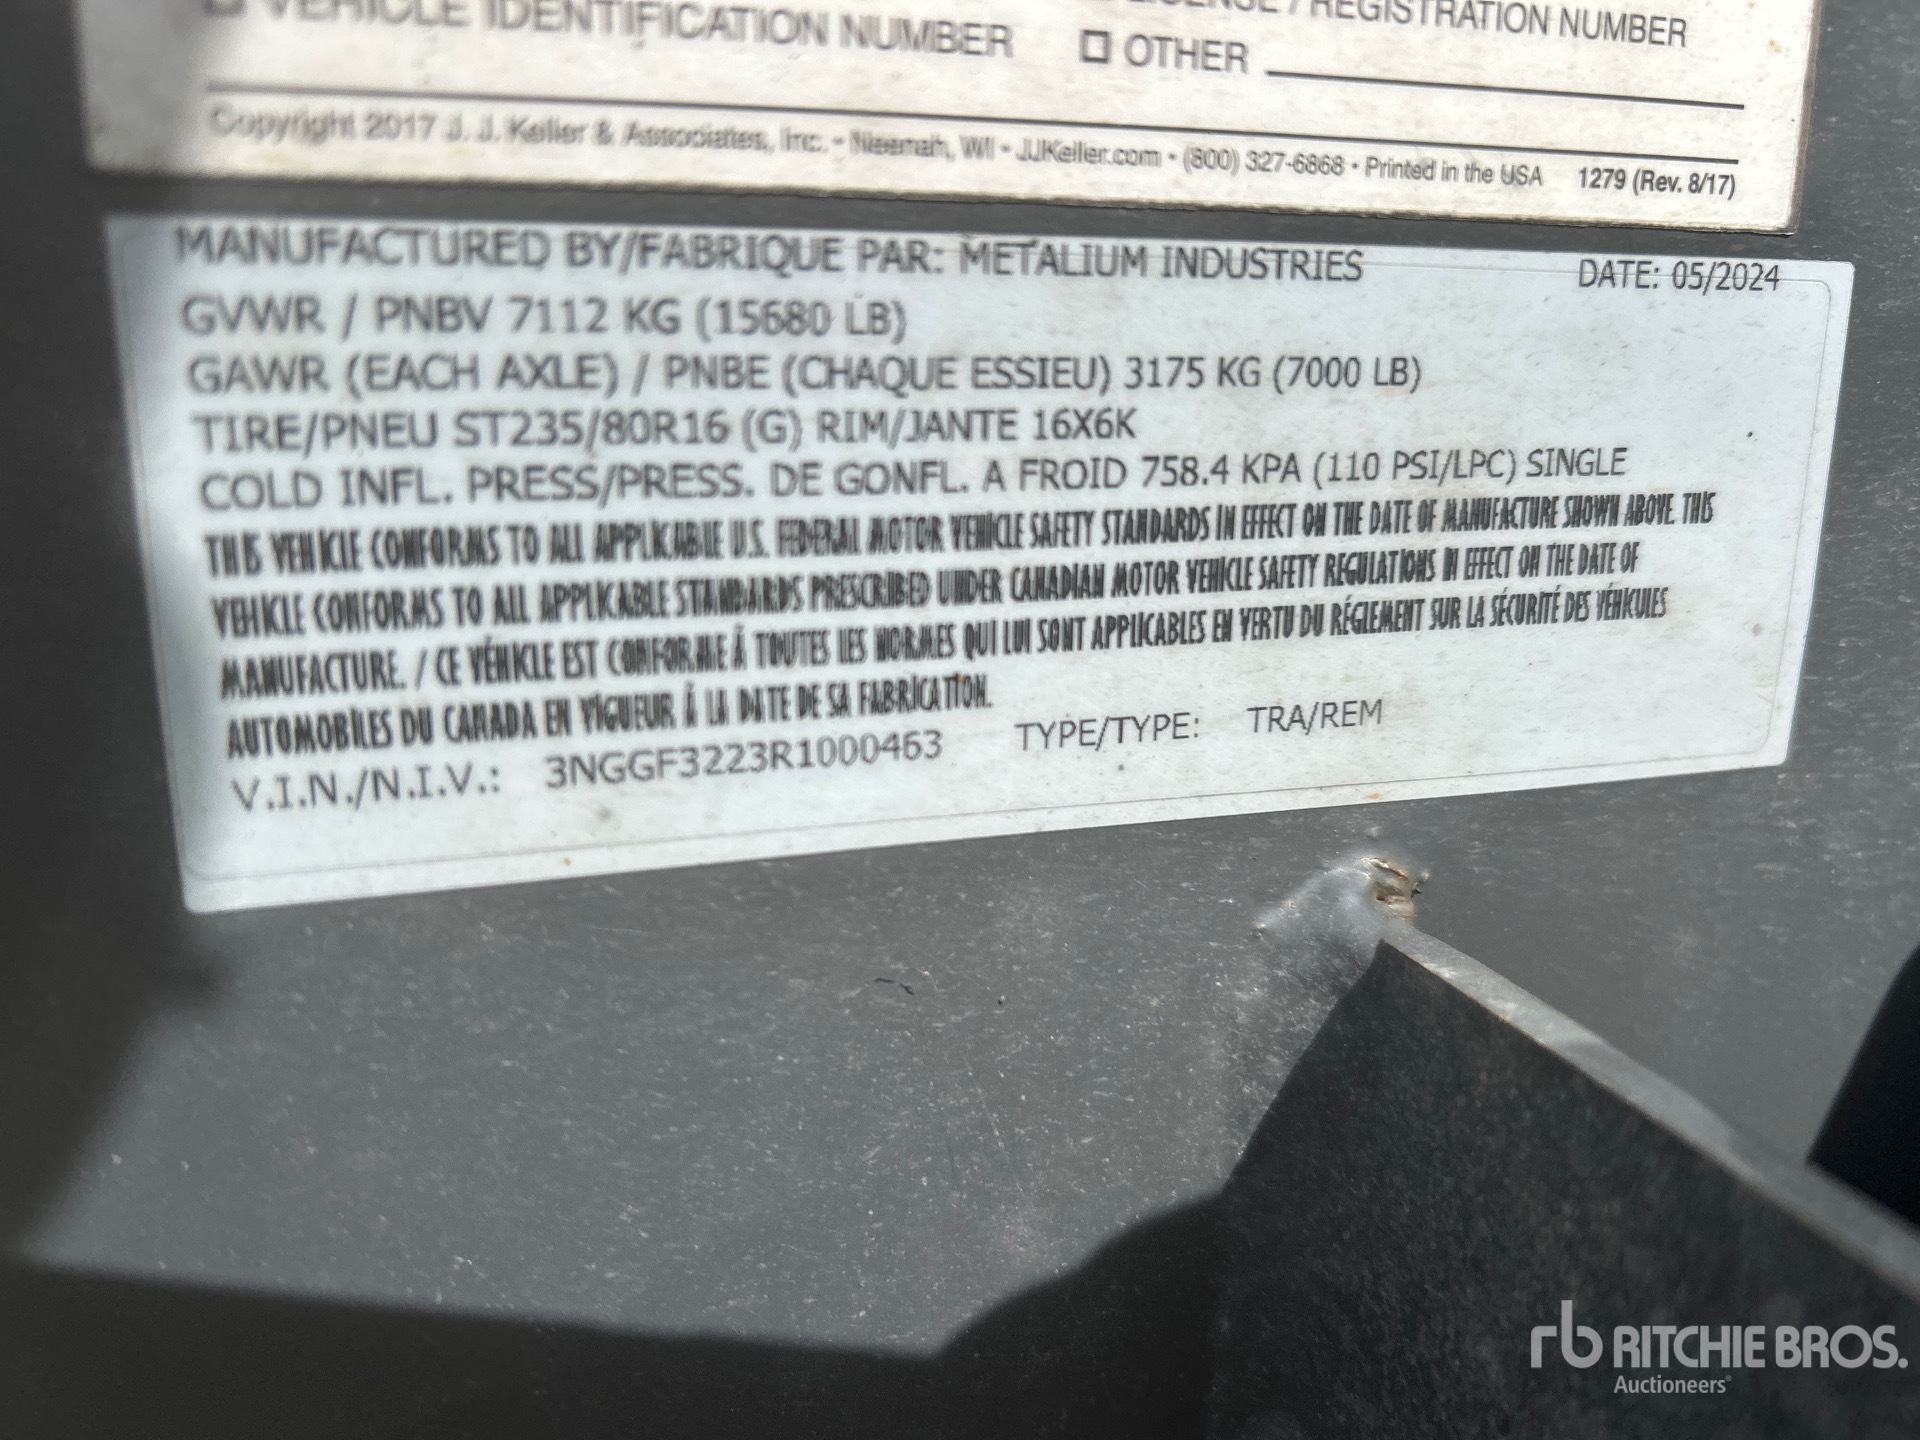 VEHICLE IDENTIFICATION NUMBER
LICENSE / REGISTRATION NUMBER
OTHER
Copyright 2017 J. J. Keller & Associates, Inc. • Neenah, WI • JJKeller.com • (800) 327-6868 • Printed in the USA 1279 (Rev. 8/17)
MANUFACTURED BY/FABRIQUE PAR: METALIUM INDUSTRIES DATE: 05/2024
GVWR / PNBV 7112 KG (15680 LB)
GAWR (EACH AXLE) / PNBE (CHAQUE ESSIEU) 3175 KG (7000 LB)
TIRE/PNEU ST235/80R16 (G) RIM/JANTE 16X6K
COLD INFL. PRESS/PRESS. DE GONFL. A FROID 758.4 KPA (110 PSI/LPC) SINGLE
THIS VEHICLE CONFORMS TO ALL APPLICABLE U.S. FEDERAL MOTOR VEHICLE SAFETY STANDARDS IN EFFECT ON THE DATE OF MANUFACTURE SHOWN ABOVE. THIS
VEHICLE CONFORMS TO ALL APPLICABLE STANDARDS PRESCRIBED UNDER CANADIAN MOTOR VEHICLE SAFETY REGULATIONS IN EFFECT ON THE DATE OF
MANUFACTURE. / CE VÉHICLE EST CONFORME À TOUTES LES NORMES QUI LUI SONT APPLICABLES EN VERTU DU RÉGLEMENT SUR LA SÉCURITÉ DES VÉHICULES
AUTOMOBILES DU CANADA EN VIGUEUR À LA DATE DE SA FABRICATION.
V.I.N./N.I.V.: 3NGGF3223R1000463 TYPE/TYPE: TRA/REM
rb RITCHIE BROS.
Auctioneers